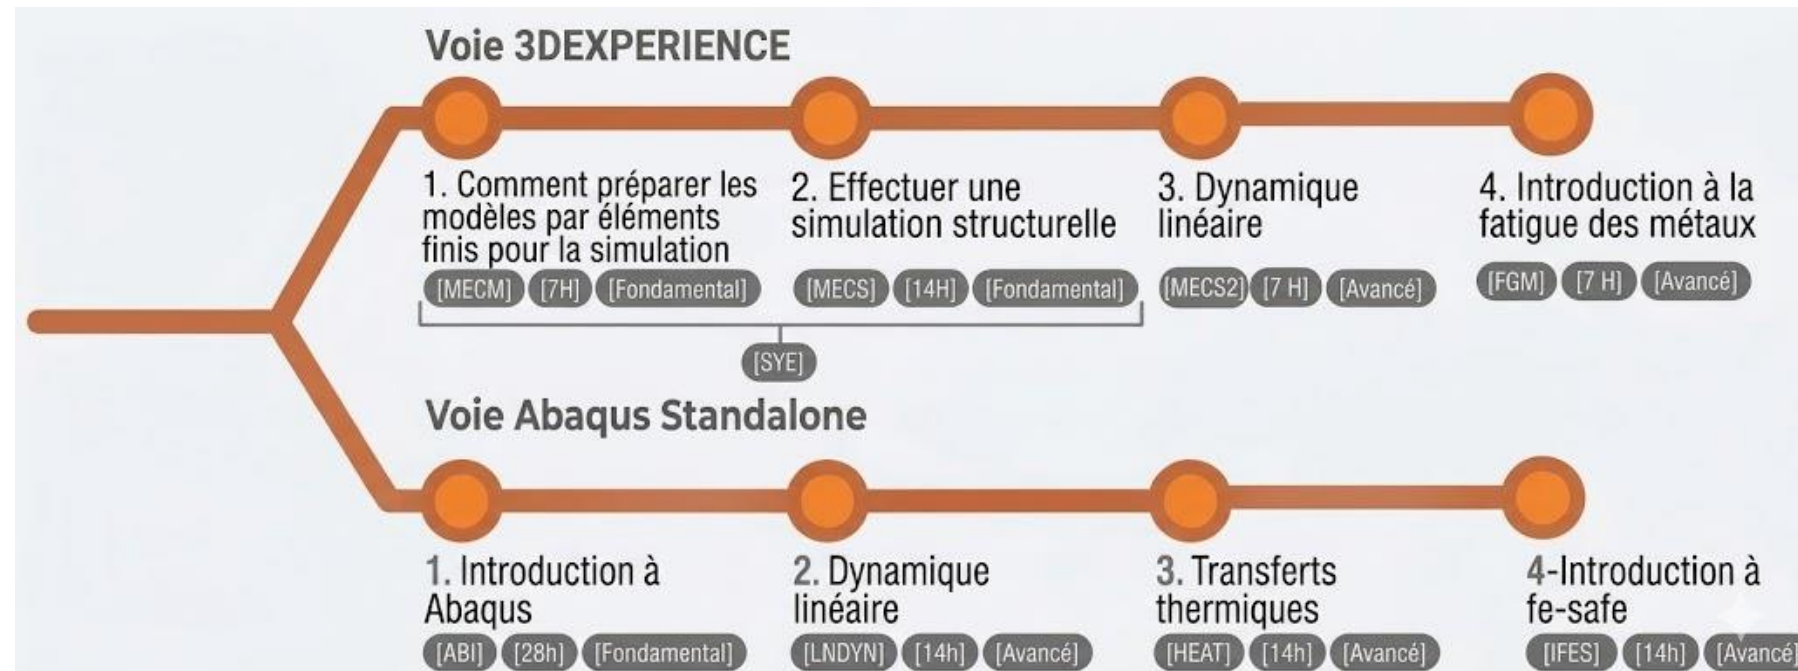 Voie 3DEXPERIENCE
1. Comment préparer les
modèles par éléments
finis pour la simulation
[MECM] [7H] [Fondamental]
2. Effectuer une
simulation structurelle
[MECS] [14H] [Fondamental]
3. Dynamique
linéaire
[MECS2] [7 H] [Avancé]
4. Introduction à la
fatigue des métaux
[FGM] [7 H] [Avancé]
[SYE]
Voie Abaqus Standalone
1. Introduction à
Abaqus
[ABI] [28h] [Fondamental]
2. Dynamique
linéaire
[LNDYN] [14h] [Avancé]
3. Transferts
thermiques
[HEAT] [14h] [Avancé]
4-Introduction à
fe-safe
[IFES] [14h] [Avancé]